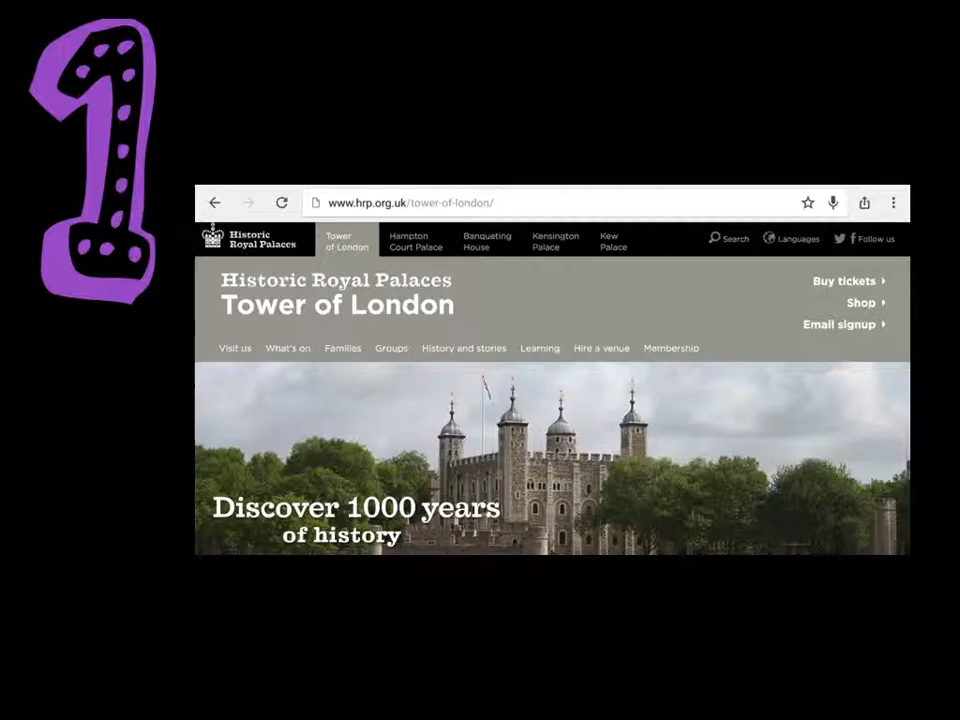 1
www.hrp.org.uk/tower-of-london/
Historic
Royal Palaces
Tower
of London
Hampton
Court Palace
Banqueting
House
Kensington
Palace
Kew
Palace
Search
Languages
Follow us
Historic Royal Palaces
Tower of London
Buy tickets
Shop
Email signup
Visit us What's on Families Groups History and stories Learning Hire a venue Membership
Discover 1000 years
of history